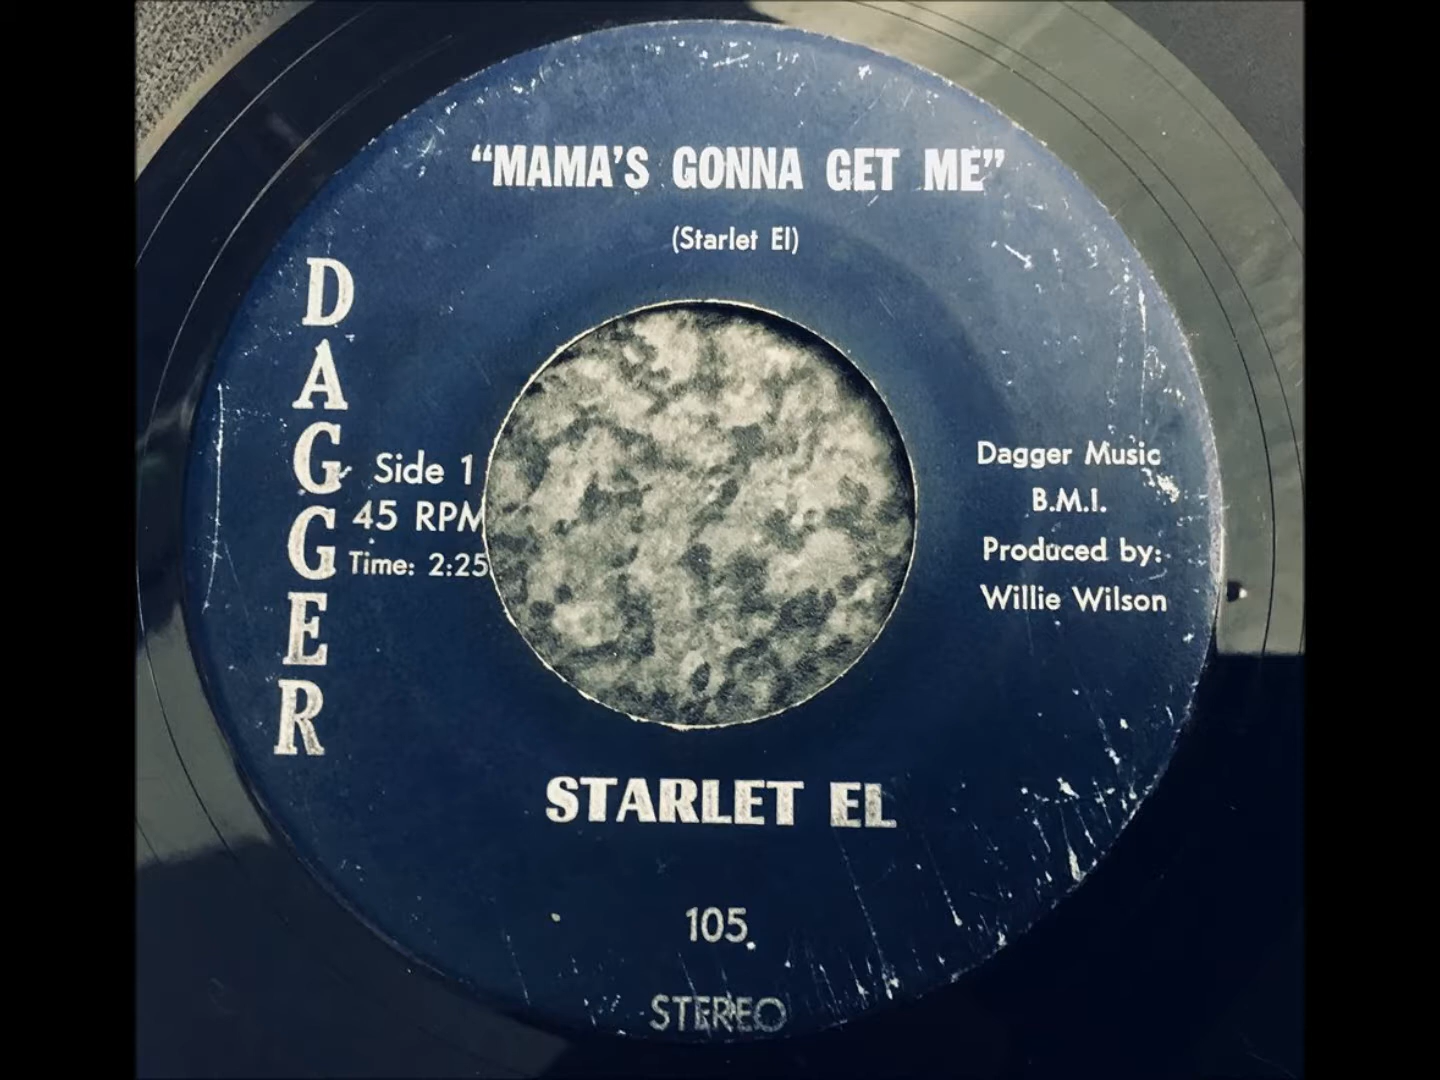 “MAMA’S GONNA GET ME”
(Starlet El)
DAGGER
Side 1
45 RPM
Time: 2:25
Dagger Music
B.M.I.
Produced by:
Willie Wilson
STARLET EL
105
STEREO